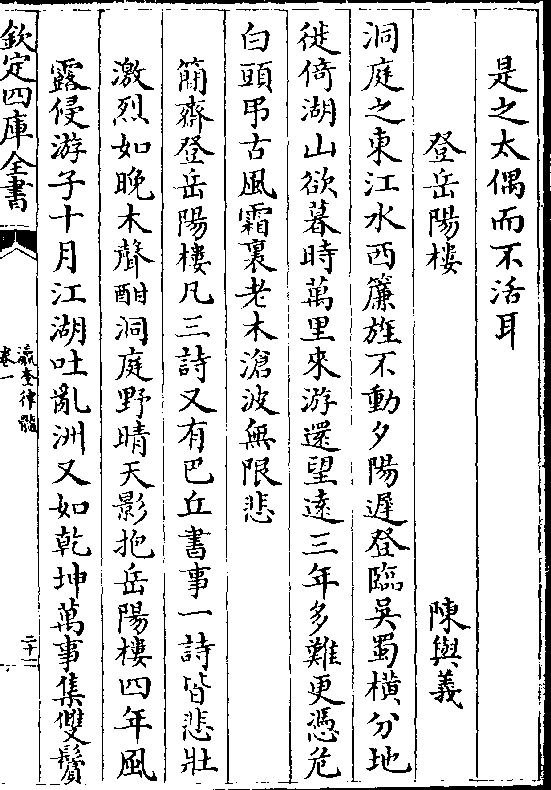 是之太偶而不活耳
登岳陽樓
陳與義
洞庭之東江水西簾旌不動夕陽遲登臨吳蜀橫分地
徙倚湖山欲暮時萬里來游還望遠三年多難更憑危
白頭弔古風霜裏老木滄波無限悲
簡齋登岳陽樓凡三詩又有巴丘書事一詩皆悲壯
激烈如晚木聲酣洞庭野晴天影抱岳陽樓四年風
露侵游子十月江湖吐亂洲又如乾坤萬事集雙鬢
欽定四庫全書
瀛奎律髓
卷一
二十一